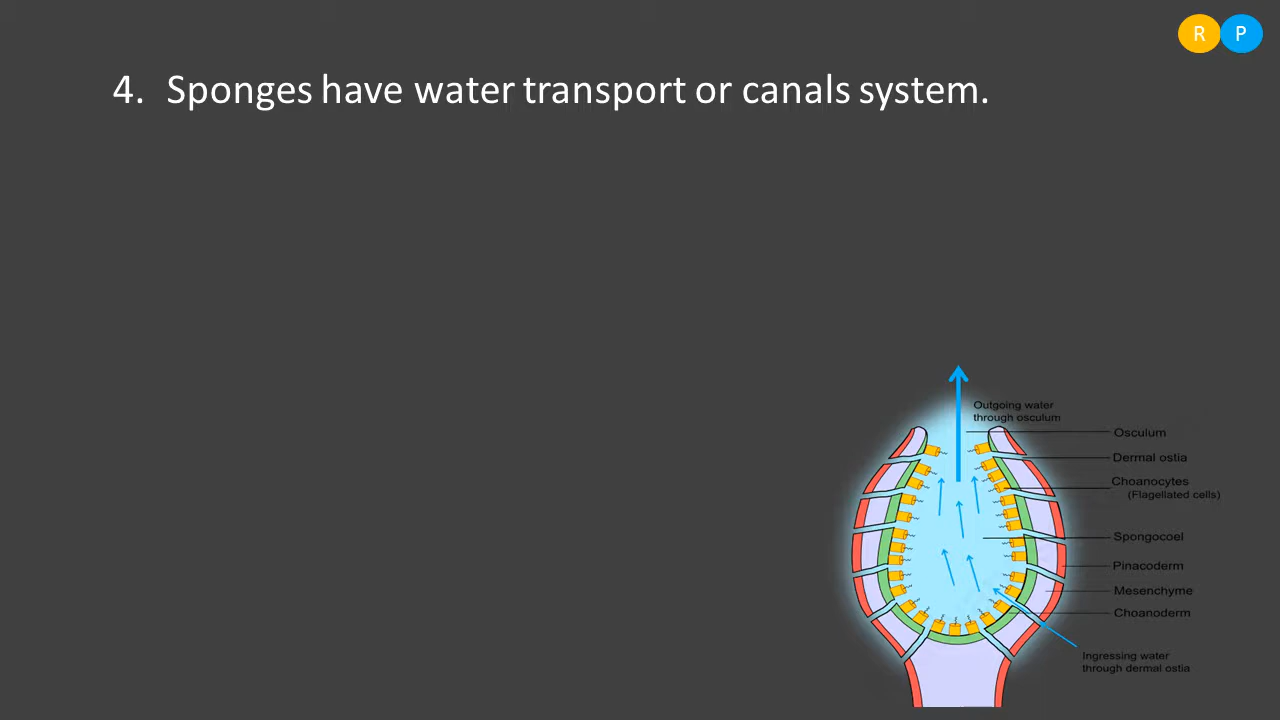 R P
4. Sponges have water transport or canals system.
Outgoing water
through osculum
Osculum
Dermal ostia
Choanocytes
(Flagellated cells)
Spongocoel
Pinacoderm
Mesenchyme
Choanoderm
Ingressing water
through dermal ostia